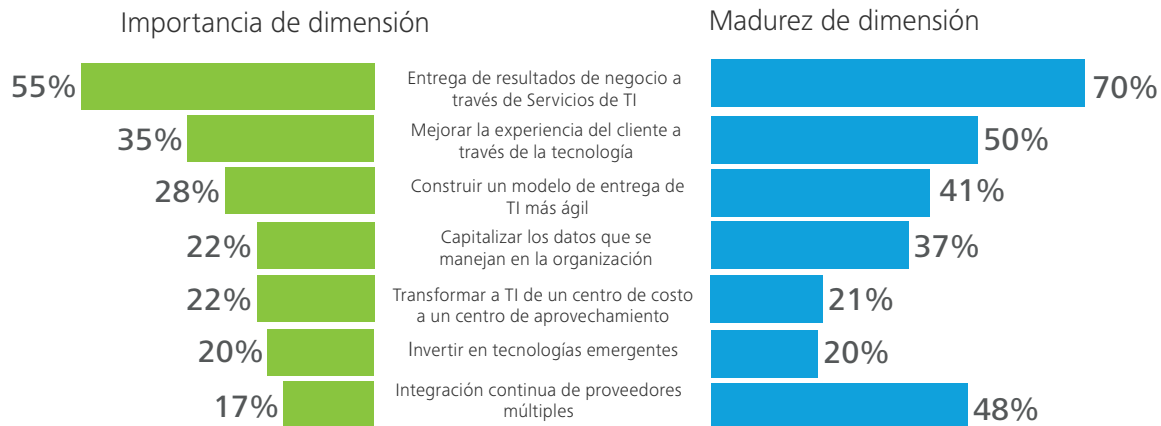 Importancia de dimensión
Madurez de dimensión
55%
Entrega de resultados de negocio a
través de Servicios de TI
70%
35%
Mejorar la experiencia del cliente a
través de la tecnología
50%
28%
Construir un modelo de entrega de
TI más ágil
41%
22%
Capitalizar los datos que se
manejan en la organización
37%
22%
Transformar a TI de un centro de costo
a un centro de aprovechamiento
21%
20%
Invertir en tecnologías emergentes
20%
17%
Integración continua de proveedores
múltiples
48%